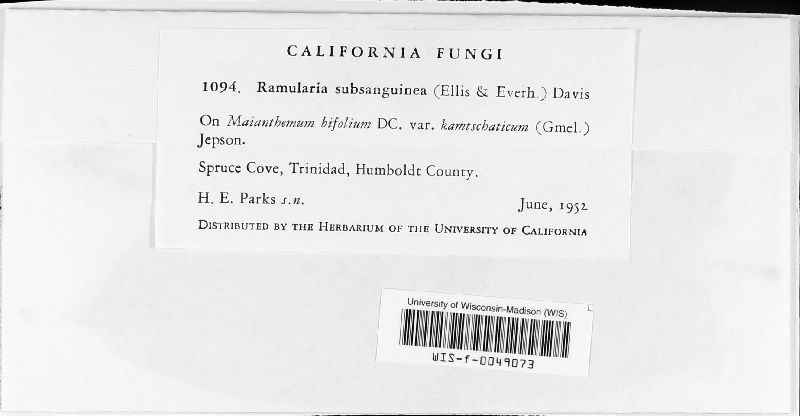 CALIFORNIA FUNGI
1094. Ramularia subsanguinea (Ellis & Everh.) Davis
On Maianthemum bifolium DC. var. kamtschaticum (Gmel.)
Jepson.
Spruce Cove, Trinidad, Humboldt County.
H. E. Parks s.n. June, 1952
DISTRIBUTED BY THE HERBARIUM OF THE UNIVERSITY OF CALIFORNIA
University of Wisconsin-Madison (WIS)
WIS-f-0049073